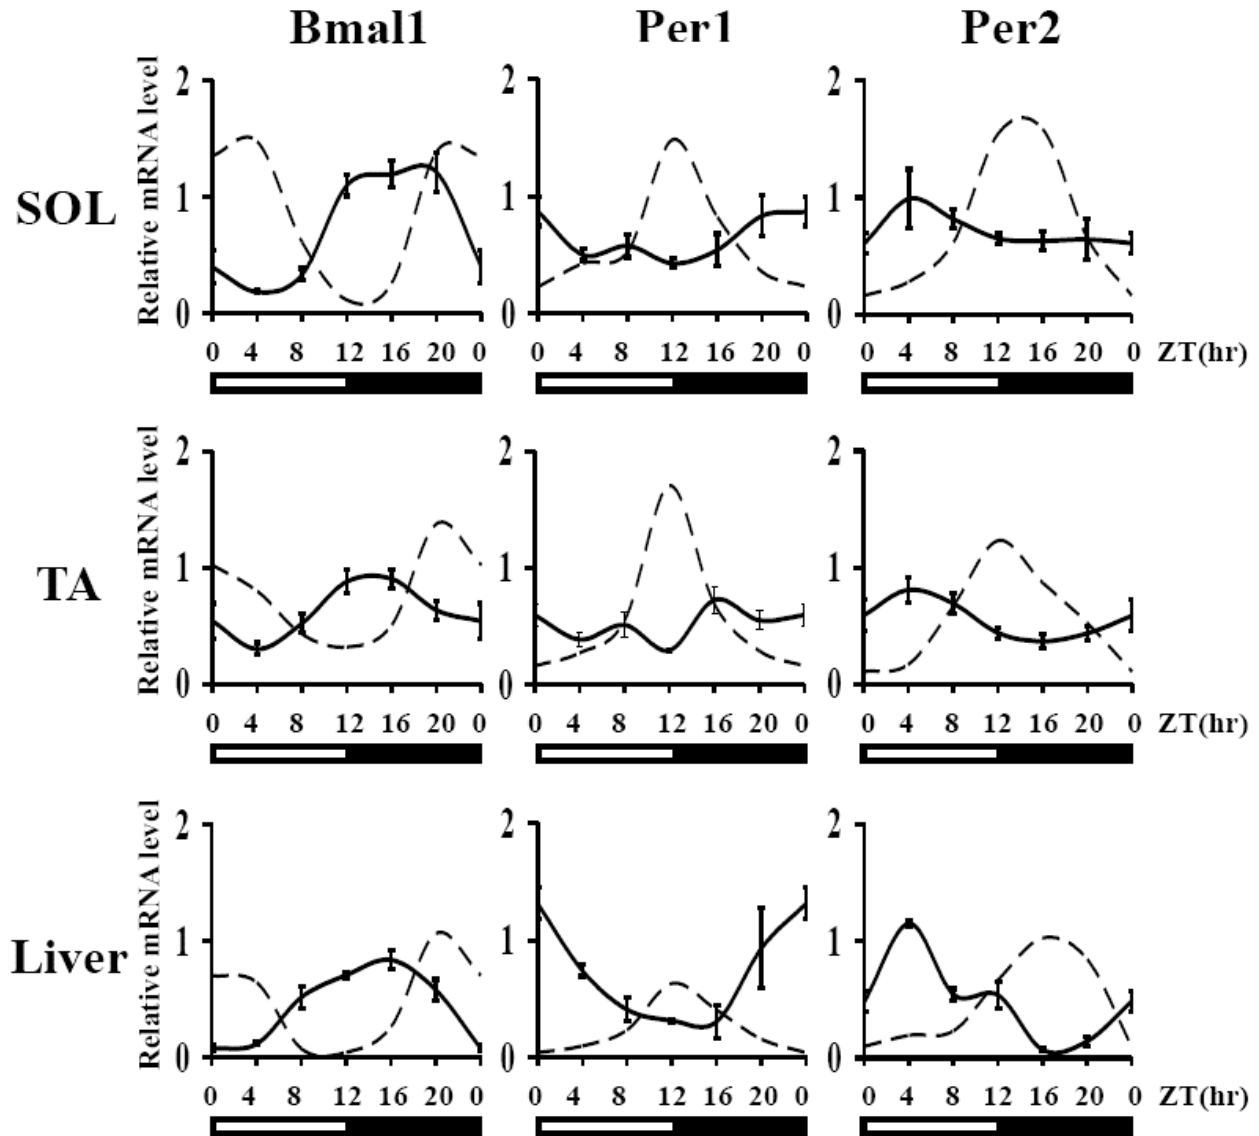 Bmal1 Per1 Per2
SOL
Relative mRNA level
2 2 2
1 1 1
0 0 0
0 4 8 12 16 20 0 0 4 8 12 16 20 0 0 4 8 12 16 20 0 ZT(hr)
TA
Relative mRNA level
2 2 2
1 1 1
0 0 0
0 4 8 12 16 20 0 0 4 8 12 16 20 0 0 4 8 12 16 20 0 ZT(hr)
Liver
Relative mRNA level
2 2 2
1 1 1
0 0 0
0 4 8 12 16 20 0 0 4 8 12 16 20 0 0 4 8 12 16 20 0 ZT(hr)